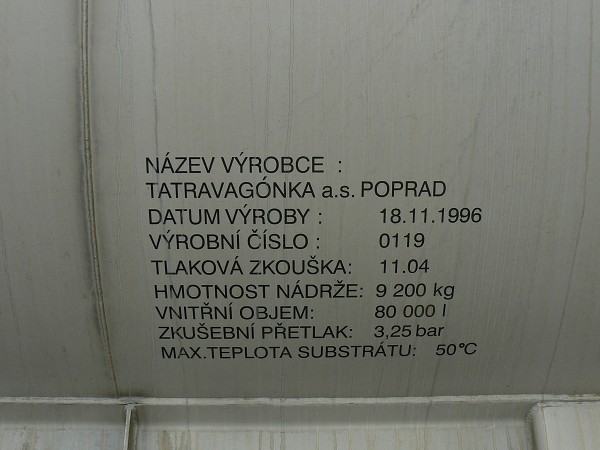 NÁZEV VÝROBCE :
TATRAVAGÓNKA a.s. POPRAD
DATUM VÝROBY : 18.11.1996
VÝROBNÍ ČÍSLO : 0119
TLAKOVÁ ZKOUŠKA: 11.04
HMOTNOST NÁDRŽE: 9 200 kg
VNITŘNÍ OBJEM: 80 000 l
ZKUŠEBNÍ PŘETLAK: 3,25 bar
MAX.TEPLOTA SUBSTRÁTU: 50°C